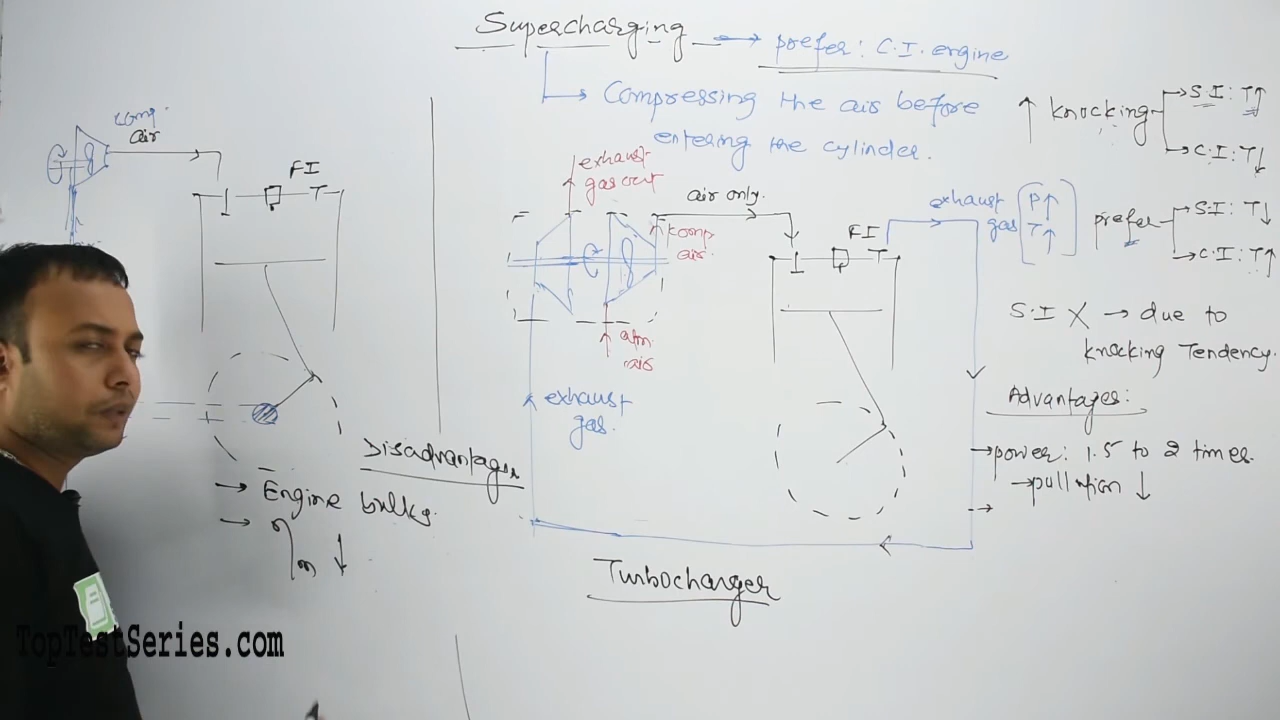 Supercharging → prefer: C.I. engine
→ Compressing the air before
entering the cylinder.
comp.
air
FI
exhaust
gas out
air only.
comp.
air.
atm.
air
exhaust
gas.
FI
exhaust
gas
P↑
T↑
↑ knocking
→ S.I: T↑
→ C.I: T↓
prefer
→ S.I: T↓
→ C.I: T↑
S.I X → due to
knocking Tendency.
Advantages:
→ power: 1.5 to 2 times.
→ pollution ↓
→
Disadvantages
→ Engine bulky.
→ ηm ↓
Turbocharger
TopTestSeries.com